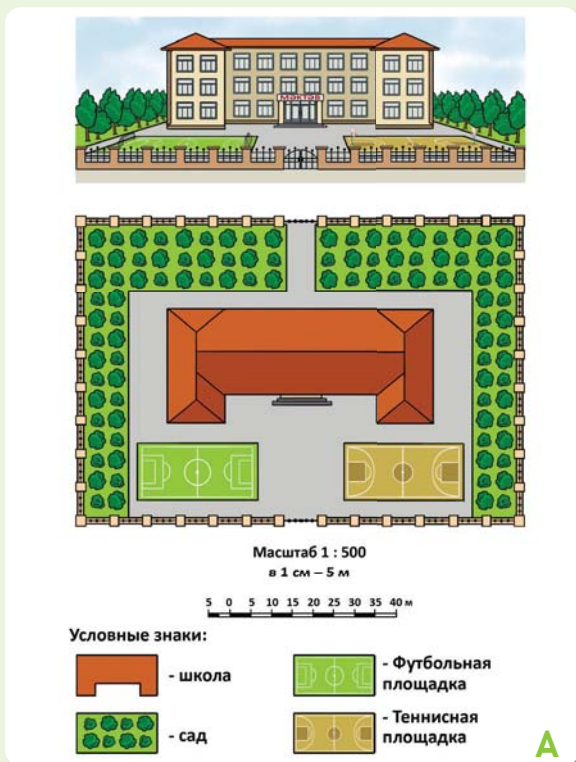 Мәктәб
Масштаб 1 : 500
в 1 см – 5 м
5 0 5 10 15 20 25 30 35 40 м
Условные знаки:
- школа
- Футбольная
площадка
- сад
- Теннисная
площадка
А